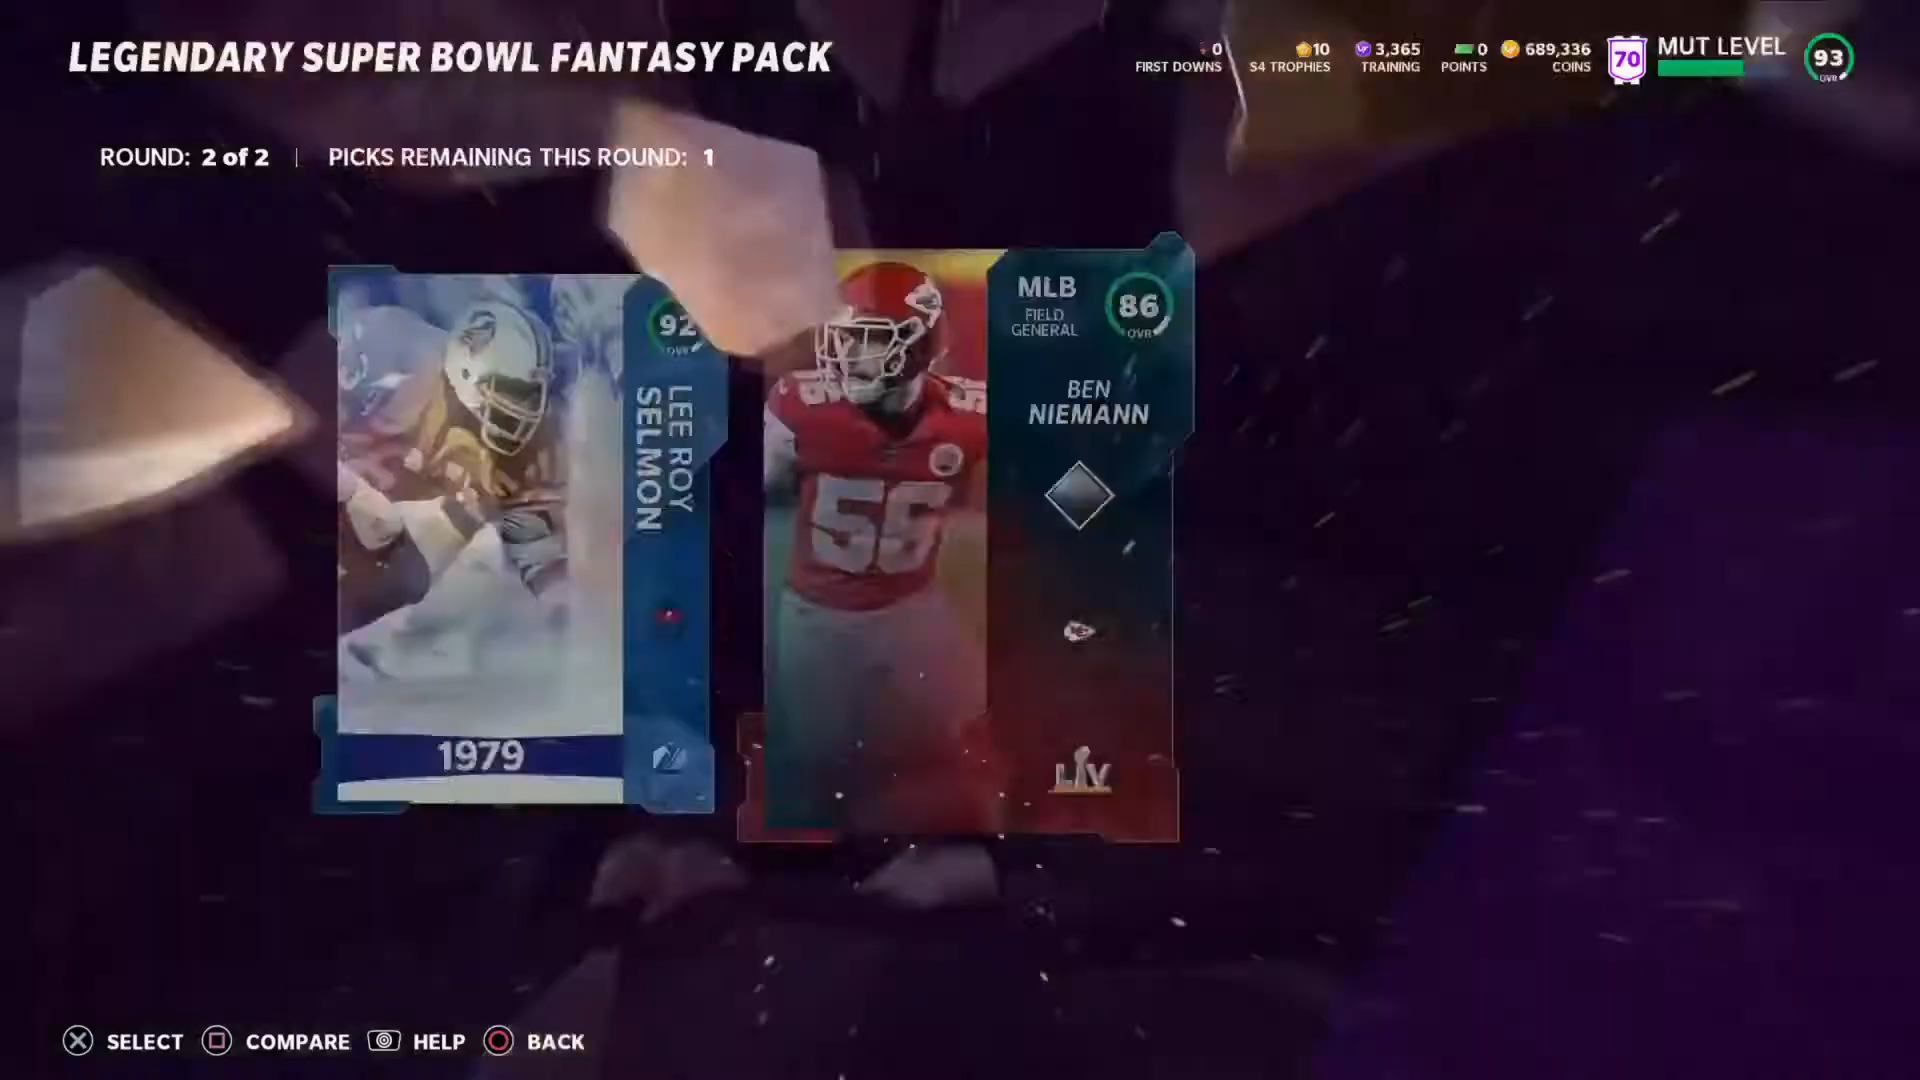 LEGENDARY SUPER BOWL FANTASY PACK
0 10 3,365 0 689,336 70 MUT LEVEL 93
FIRST DOWNS S4 TROPHIES TRAINING POINTS COINS OVR
ROUND: 2 of 2 | PICKS REMAINING THIS ROUND: 1
92
OVR
LEE ROY
SELMON
1979
MLB
FIELD
GENERAL
86
OVR
BEN
NIEMANN
56
LIV
SELECT COMPARE HELP BACK